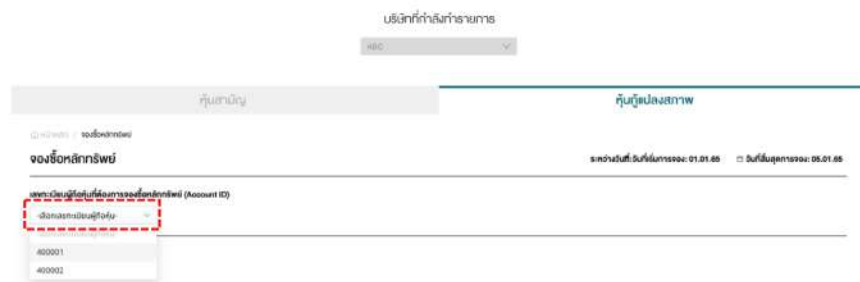 บริษัทที่กำลังทำรายการ
ABC
หุ้นสามัญ
หุ้นกู้แปลงสภาพ
หน้าหลัก / จองซื้อหลักทรัพย์
จองซื้อหลักทรัพย์
ระหว่างวันที่: วันที่เริ่มการจอง: 01.01.65
วันที่สิ้นสุดการจอง: 05.01.65
เลขทะเบียนผู้ถือหุ้นที่ต้องการจองซื้อหลักทรัพย์ (Account ID)
-เลือกเลขทะเบียนผู้ถือหุ้น-
400001
400002